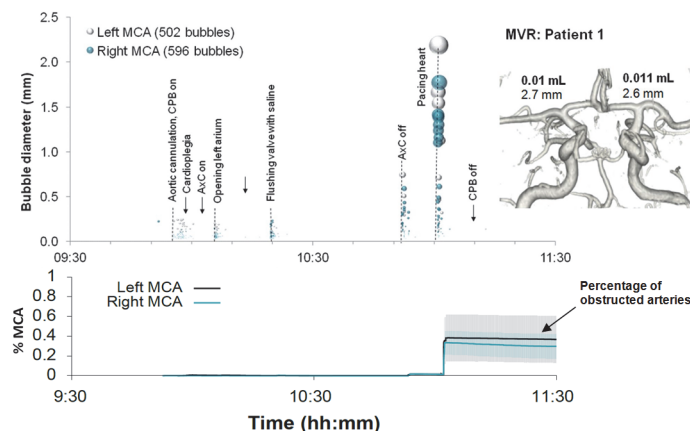 2.5
2.0
1.5
1.0
0.5
0.0
Bubble diameter (mm)
Left MCA (502 bubbles)
Right MCA (596 bubbles)
Aortic cannulation, CPB on
Cardioplegia
AxC on
Opening left arium
Flushing valve with saline
AxC off
Pacing heart
CPB off
09:30
10:30
11:30
MVR: Patient 1
0.01 mL
2.7 mm
0.011 mL
2.6 mm
1
0.8
0.6
0.4
0.2
0
% MCA
Left MCA
Right MCA
Percentage of
obstructed arteries
9:30
10:30
11:30
Time (hh:mm)